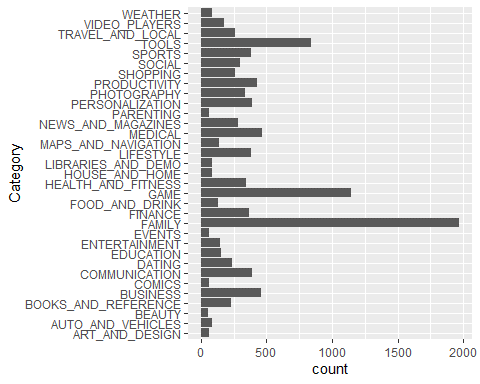 WEATHER
VIDEO_PLAYERS
TRAVEL_AND_LOCAL
TOOLS
SPORTS
SOCIAL
SHOPPING
PRODUCTIVITY
PHOTOGRAPHY
PERSONALIZATION
PARENTING
NEWS_AND_MAGAZINES
MEDICAL
MAPS_AND_NAVIGATION
LIFESTYLE
LIBRARIES_AND_DEMO
HOUSE_AND_HOME
HEALTH_AND_FITNESS
GAME
FOOD_AND_DRINK
FINANCE
FAMILY
EVENTS
ENTERTAINMENT
EDUCATION
DATING
COMMUNICATION
COMICS
BUSINESS
BOOKS_AND_REFERENCE
BEAUTY
AUTO_AND_VEHICLES
ART_AND_DESIGN
Category
0 500 1000 1500 2000
count